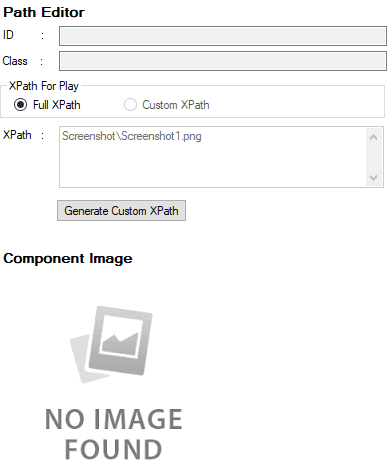 Path Editor
ID :
Class :
XPath For Play
Full XPath Custom XPath
XPath : Screenshot\Screenshot1.png
Generate Custom XPath
Component Image
NO IMAGE
FOUND